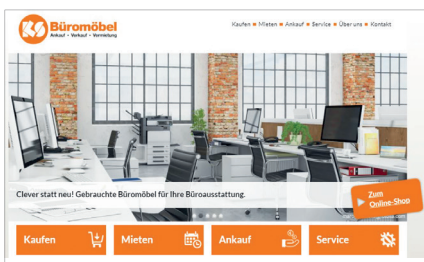 KS Büromöbel
Ankauf - Verkauf - Vermietung
Kaufen Mieten Ankauf Service Über uns Kontakt
Clever statt neu! Gebrauchte Büromöbel für Ihre Büroausstattung.
Zum
Online-Shop
Kaufen
Mieten
Ankauf
Service